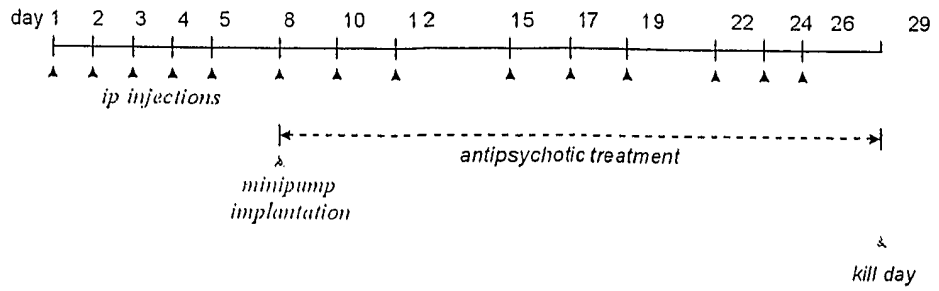 day 1 2 3 4 5 8 10 12 15 17 19 22 24 26 29
ip injections
antipsychotic treatment
minipump
implantation
kill day